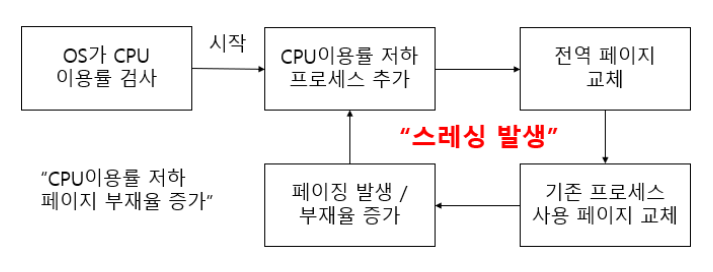 OS가 CPU
이용률 검사
시작
CPU이용률 저하
프로세스 추가
전역 페이지
교체
“스레싱 발생”
“CPU이용률 저하
페이지 부재율 증가”
페이징 발생 /
부재율 증가
기존 프로세스
사용 페이지 교체